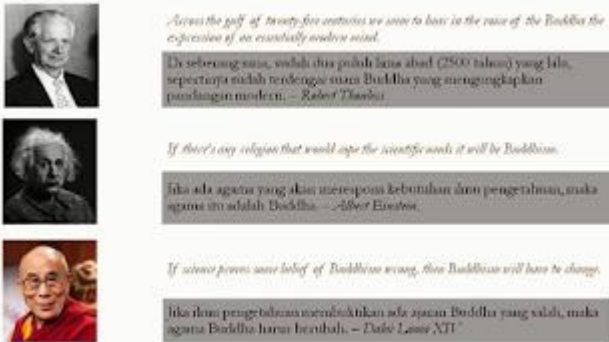 Across the gulf of twenty-five centuries we seem to hear in the voice of the Buddha the
expression of an essentially modern mind.
Di seberang sana, sudah dua puluh lima abad (2500 tahun) yang lalu,
sepertinya sudah terdengar suara Buddha yang mengungkapkan
pandangan modern. – Robert Thouless
If there's any religion that would cope the scientific needs it will be Buddhism.
Jika ada agama yang akan merespons kebutuhan ilmu pengetahuan, maka
agama itu adalah Buddha. – Albert Einstein.
If science proves some belief of Buddhism wrong, then Buddhism will have to change.
Jika ilmu pengetahuan membuktikan ada ajaran Buddha yang salah, maka
agama Buddha harus berubah. – Dalai Lama XIV